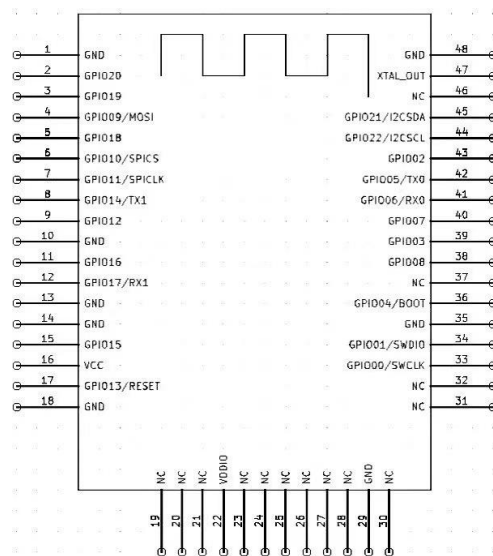 1 GND
2 GPIO20
3 GPIO19
4 GPIO09/MOSI
5 GPIO18
6 GPIO10/SPICS
7 GPIO11/SPICLK
8 GPIO14/TX1
9 GPIO12
10 GND
11 GPIO16
12 GPIO17/RX1
13 GND
14 GND
15 GPIO15
16 VCC
17 GPIO13/RESET
18 GND
GND 48
XTAL_OUT 47
NC 46
GPIO21/I2CSDA 45
GPIO22/I2CSCL 44
GPIO02 43
GPIO05/TX0 42
GPIO06/RX0 41
GPIO07 40
GPIO03 39
GPIO08 38
NC 37
GPIO04/BOOT 36
GND 35
GPIO01/SWDIO 34
GPIO00/SWCLK 33
NC 32
NC 31
19 NC
20 NC
21 NC
22 VDDIO
23 NC
24 NC
25 NC
26 NC
27 NC
28 NC
29 GND
30 NC